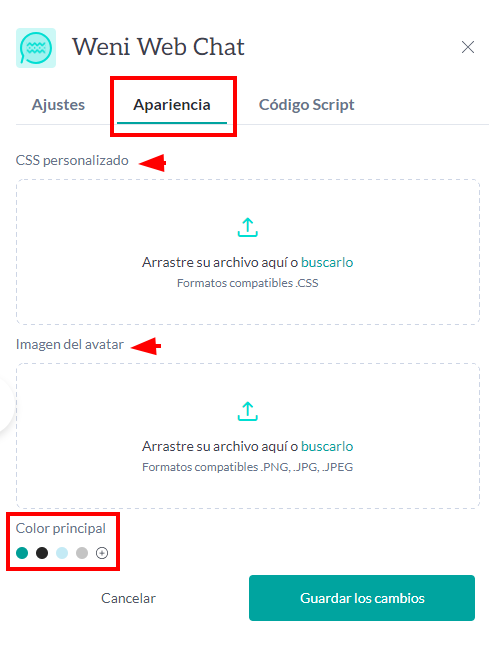 Weni Web Chat
Ajustes
Apariencia
Código Script
CSS personalizado
Arrastre su archivo aquí o buscarlo
Formatos compatibles .CSS
Imagen del avatar
Arrastre su archivo aquí o buscarlo
Formatos compatibles .PNG, .JPG, .JPEG
Color principal
Cancelar
Guardar los cambios